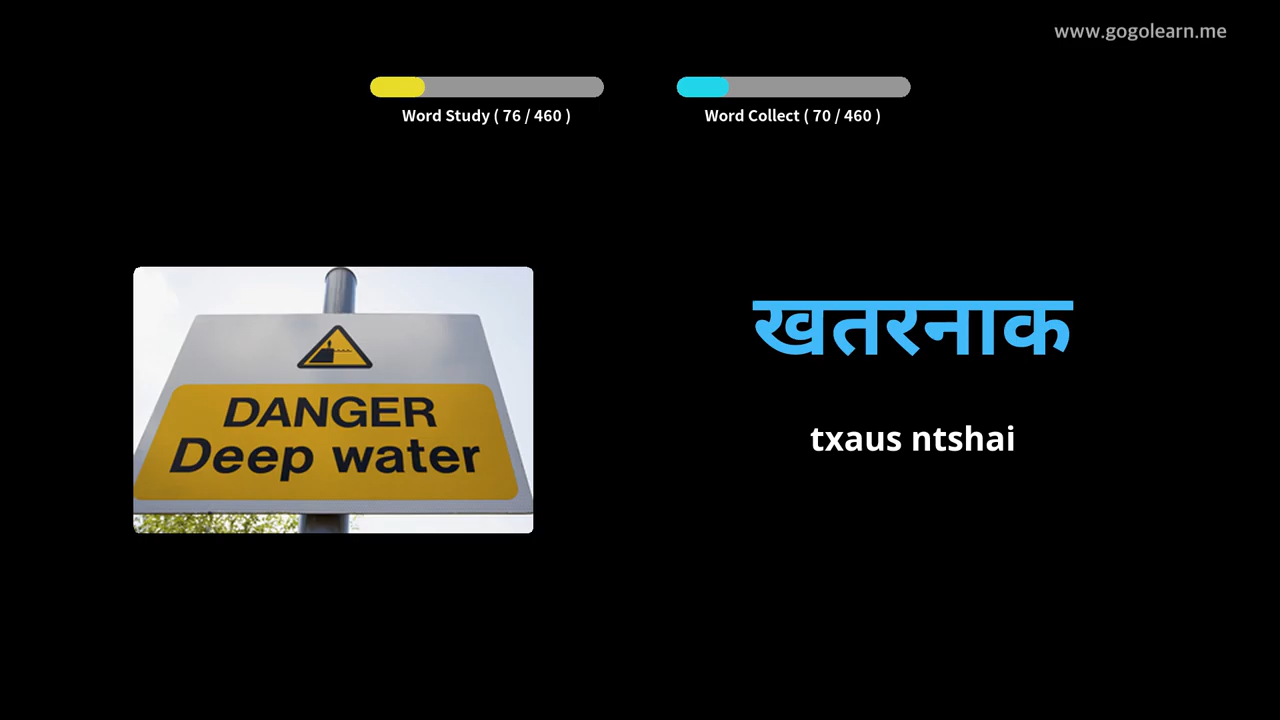 www.gogolearn.me
Word Study ( 76 / 460 )
Word Collect ( 70 / 460 )
DANGER
Deep water
खतरनाक
txaus ntshai